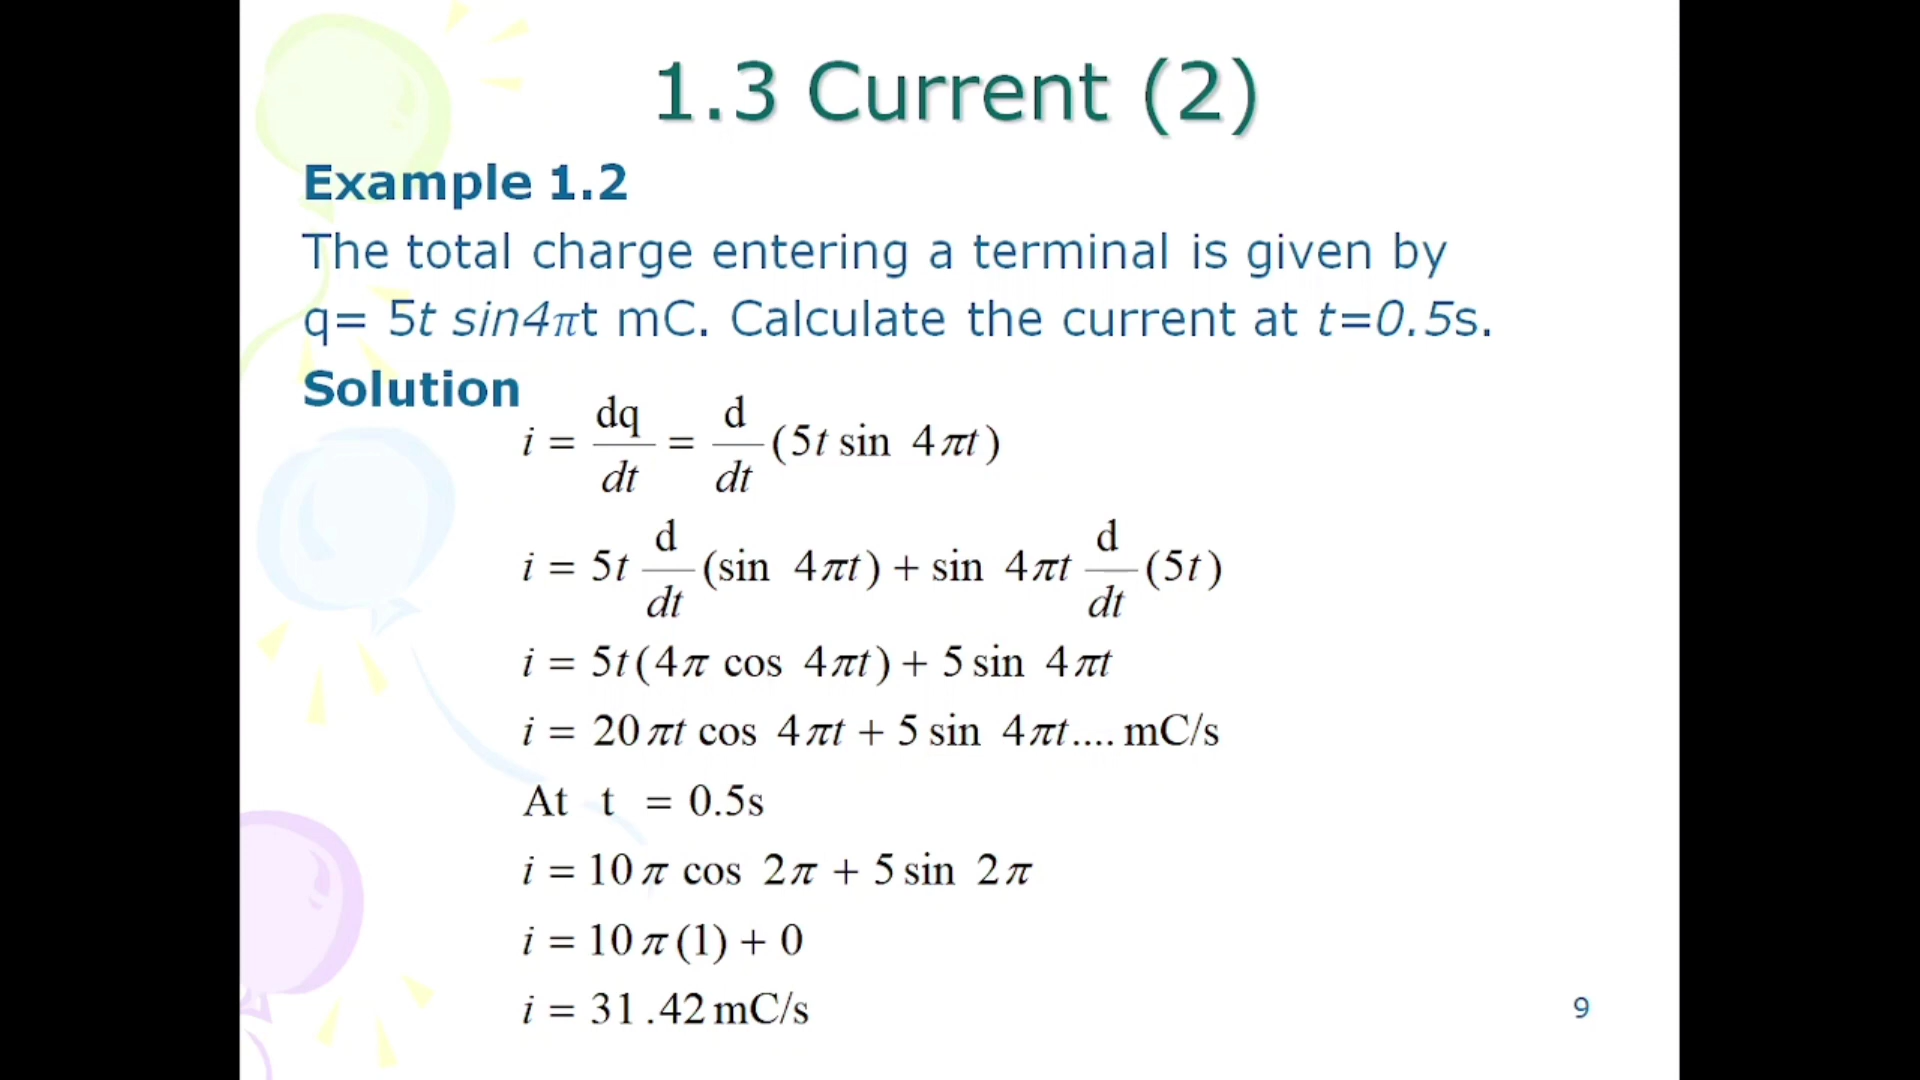 1.3 Current (2)
Example 1.2
The total charge entering a terminal is given by
q= 5t sin4πt mC. Calculate the current at t=0.5s.
Solution
i = dq/dt = d/dt (5t sin 4πt)
i = 5t d/dt (sin 4πt) + sin 4πt d/dt (5t)
i = 5t(4π cos 4πt) + 5 sin 4πt
i = 20πt cos 4πt + 5 sin 4πt.... mC/s
At t = 0.5s
i = 10π cos 2π + 5 sin 2π
i = 10π(1) + 0
i = 31.42 mC/s
9